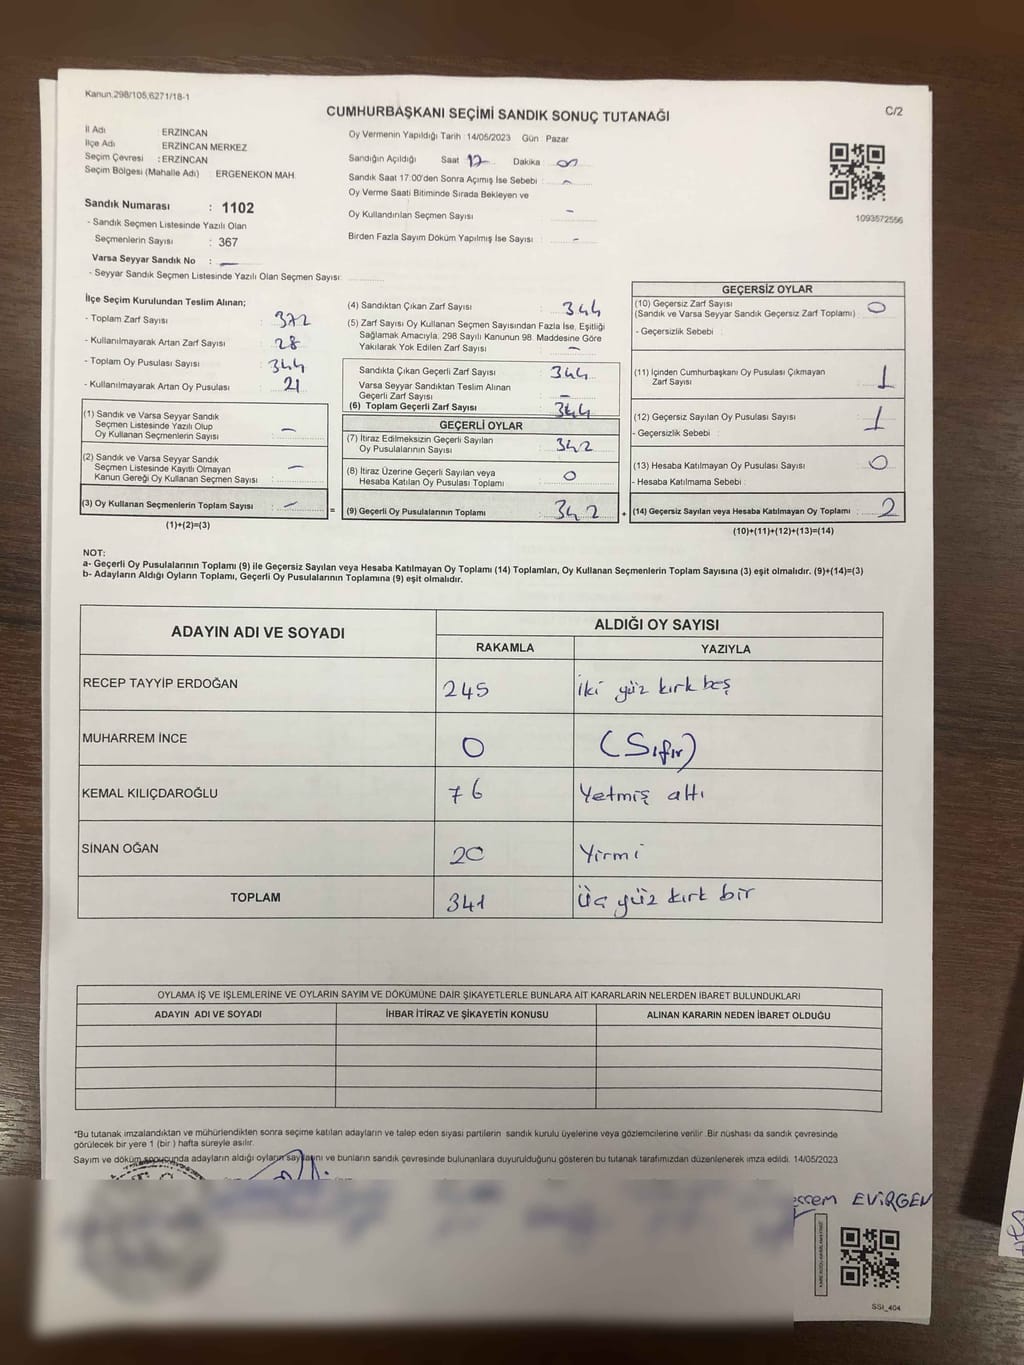 Kanun.298/105,6271/18-1
CUMHURBAŞKANI SEÇİMİ SANDIK SONUÇ TUTANAĞI
C/2
İl Adı : ERZİNCAN
İlçe Adı : ERZİNCAN MERKEZ
Seçim Çevresi : ERZİNCAN
Seçim Bölgesi (Mahalle Adı) : ERGENEKON MAH.
Sandık Numarası : 1102
- Sandık Seçmen Listesinde Yazılı Olan
Seçmenlerin Sayısı : 367
Varsa Seyyar Sandık No :
- Seyyar Sandık Seçmen Listesinde Yazılı Olan Seçmen Sayısı:
Oy Vermenin Yapıldığı Tarih : 14/05/2023 Gün : Pazar
Sandığın Açıldığı Saat 17 Dakika
Sandık Saat 17:00'den Sonra Açımış İse Sebebi : -
Oy Verme Saati Bitiminde Sırada Bekleyen ve
Oy Kullandırılan Seçmen Sayısı -
Birden Fazla Sayım Döküm Yapılmış İse Sayısı : -
1093572556
İlçe Seçim Kurulundan Teslim Alınan;
- Toplam Zarf Sayısı : 372
- Kullanılmayarak Artan Zarf Sayısı : 28
- Toplam Oy Pusulası Sayısı : 344
- Kullanılmayarak Artan Oy Pusulası : 21
(1) Sandık ve Varsa Seyyar Sandık
Seçmen Listesinde Yazılı Olup
Oy Kullanan Seçmenlerin Sayısı : -
(2) Sandık ve Varsa Seyyar Sandık
Seçmen Listesinde Kayıtlı Olmayan
Kanun Gereği Oy Kullanan Seçmen Sayısı : -
(3) Oy Kullanan Seçmenlerin Toplam Sayısı : -
(1)+(2)=(3)
(4) Sandıktan Çıkan Zarf Sayısı : 344
(5) Zarf Sayısı Oy Kullanan Seçmen Sayısından Fazla İse, Eşitliği
Sağlamak Amacıyla, 298 Sayılı Kanunun 98. Maddesine Göre
Yakılarak Yok Edilen Zarf Sayısı : -
Sandıkta Çıkan Geçerli Zarf Sayısı : 344
Varsa Seyyar Sandıktan Teslim Alınan
Geçerli Zarf Sayısı : -
(6) Toplam Geçerli Zarf Sayısı : 344
GEÇERLİ OYLAR
(7) İtiraz Edilmeksizin Geçerli Sayılan
Oy Pusulalarının Sayısı : 342
(8) İtiraz Üzerine Geçerli Sayılan veya
Hesaba Katılan Oy Pusulası Toplamı : 0
= (9) Geçerli Oy Pusulalarının Toplamı : 342
GEÇERSİZ OYLAR
(10) Geçersiz Zarf Sayısı 0
(Sandık ve Varsa Seyyar Sandık Geçersiz Zarf Toplamı) :
- Geçersizlik Sebebi :
(11) İçinden Cumhurbaşkanı Oy Pusulası Çıkmayan
Zarf Sayısı 1
(12) Geçersiz Sayılan Oy Pusulası Sayısı : 1
- Geçersizlik Sebebi :
(13) Hesaba Katılmayan Oy Pusulası Sayısı : 0
- Hesaba Katılmama Sebebi :
+ (14) Geçersiz Sayılan veya Hesaba Katılmayan Oy Toplamı : 2
(10)+(11)+(12)+(13)=(14)
NOT:
a- Geçerli Oy Pusulalarının Toplamı (9) ile Geçersiz Sayılan veya Hesaba Katılmayan Oy Toplamı (14) Toplamları, Oy Kullanan Seçmenlerin Toplam Sayısına (3) eşit olmalıdır. (9)+(14)=(3)
b- Adayların Aldığı Oyların Toplamı, Geçerli Oy Pusulalarının Toplamına (9) eşit olmalıdır.
ADAYIN ADI VE SOYADI
ALDIĞI OY SAYISI
RAKAMLA YAZIYLA
RECEP TAYYİP ERDOĞAN 245 iki yüz kırk beş
MUHARREM İNCE 0 (Sıfır)
KEMAL KILIÇDAROĞLU 76 Yetmiş altı
SİNAN OĞAN 20 Yirmi
TOPLAM 341 Üç yüz kırk bir
OYLAMA İŞ VE İŞLEMLERİNE VE OYLARIN SAYIM VE DÖKÜMÜNE DAİR ŞİKAYETLERLE BUNLARA AİT KARARLARIN NELERDEN İBARET BULUNDUKLARI
ADAYIN ADI VE SOYADI İHBAR İTİRAZ VE ŞİKAYETİN KONUSU ALINAN KARARIN NEDEN İBARET OLDUĞU
*Bu tutanak imzalandıktan ve mühürlendikten sonra seçime katılan adayların ve talep eden siyasi partilerin sandık kurulu üyelerine veya gözlemcilerine verilir .Bir nüshası da sandık çevresinde
görülecek bir yere 1 (bir ) hafta süreyle asılır.
Sayım ve döküm sonucunda adayların aldığı oyların sayısını ve bunların sandık çevresinde bulunanlara duyurulduğunu gösteren bu tutanak tarafımızdan düzenlenerek imza edildi. 14/05/2023
EVİRGEN
SSI_404